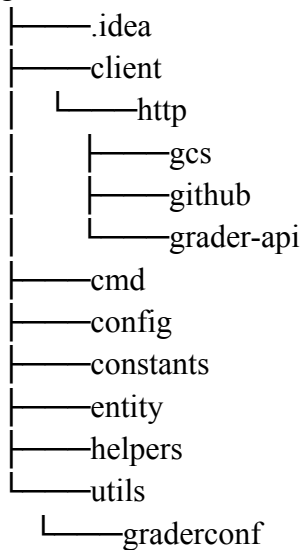 ├───.idea
├───client
│ └───http
│ ├───gcs
│ ├───github
│ └───grader-api
├───cmd
├───config
├───constants
├───entity
├───helpers
└───utils
└───graderconf